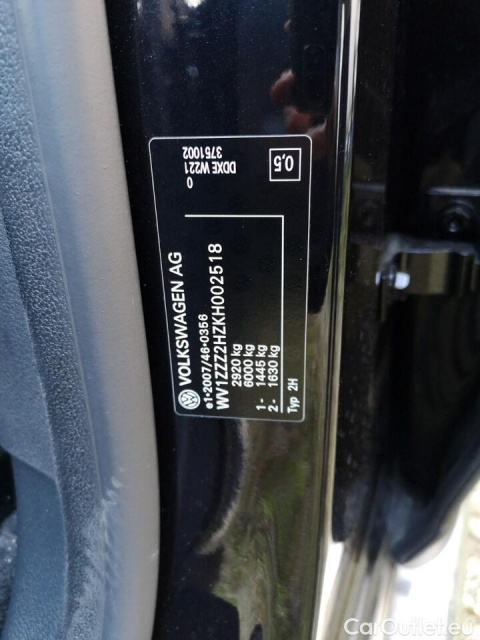 VOLKSWAGEN AG
e1*2007/46*0356
WV1ZZZ2HZKH002518
2920 kg
6000 kg
1- 1445 kg
2- 1630 kg
Typ 2H
0
DDXE W221
3751002
0,5
CarOutlet.eu